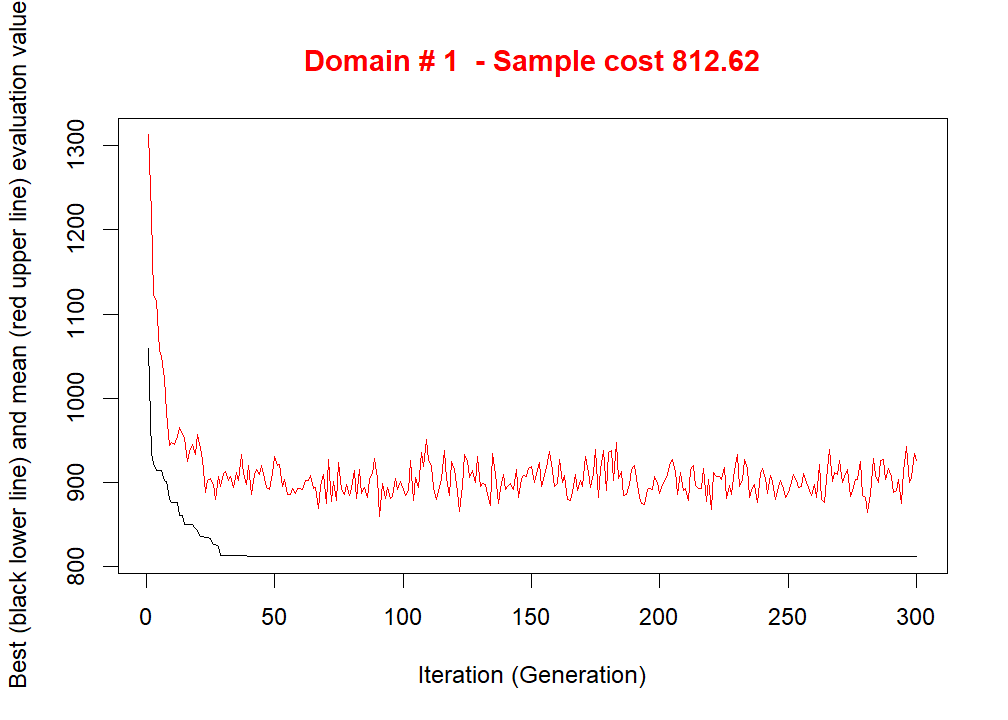 Domain # 1  - Sample cost 812.62
Best (black lower line) and mean (red upper line) evaluation value
1300
1200
1100
1000
900
800
0 50 100 150 200 250 300
Iteration (Generation)